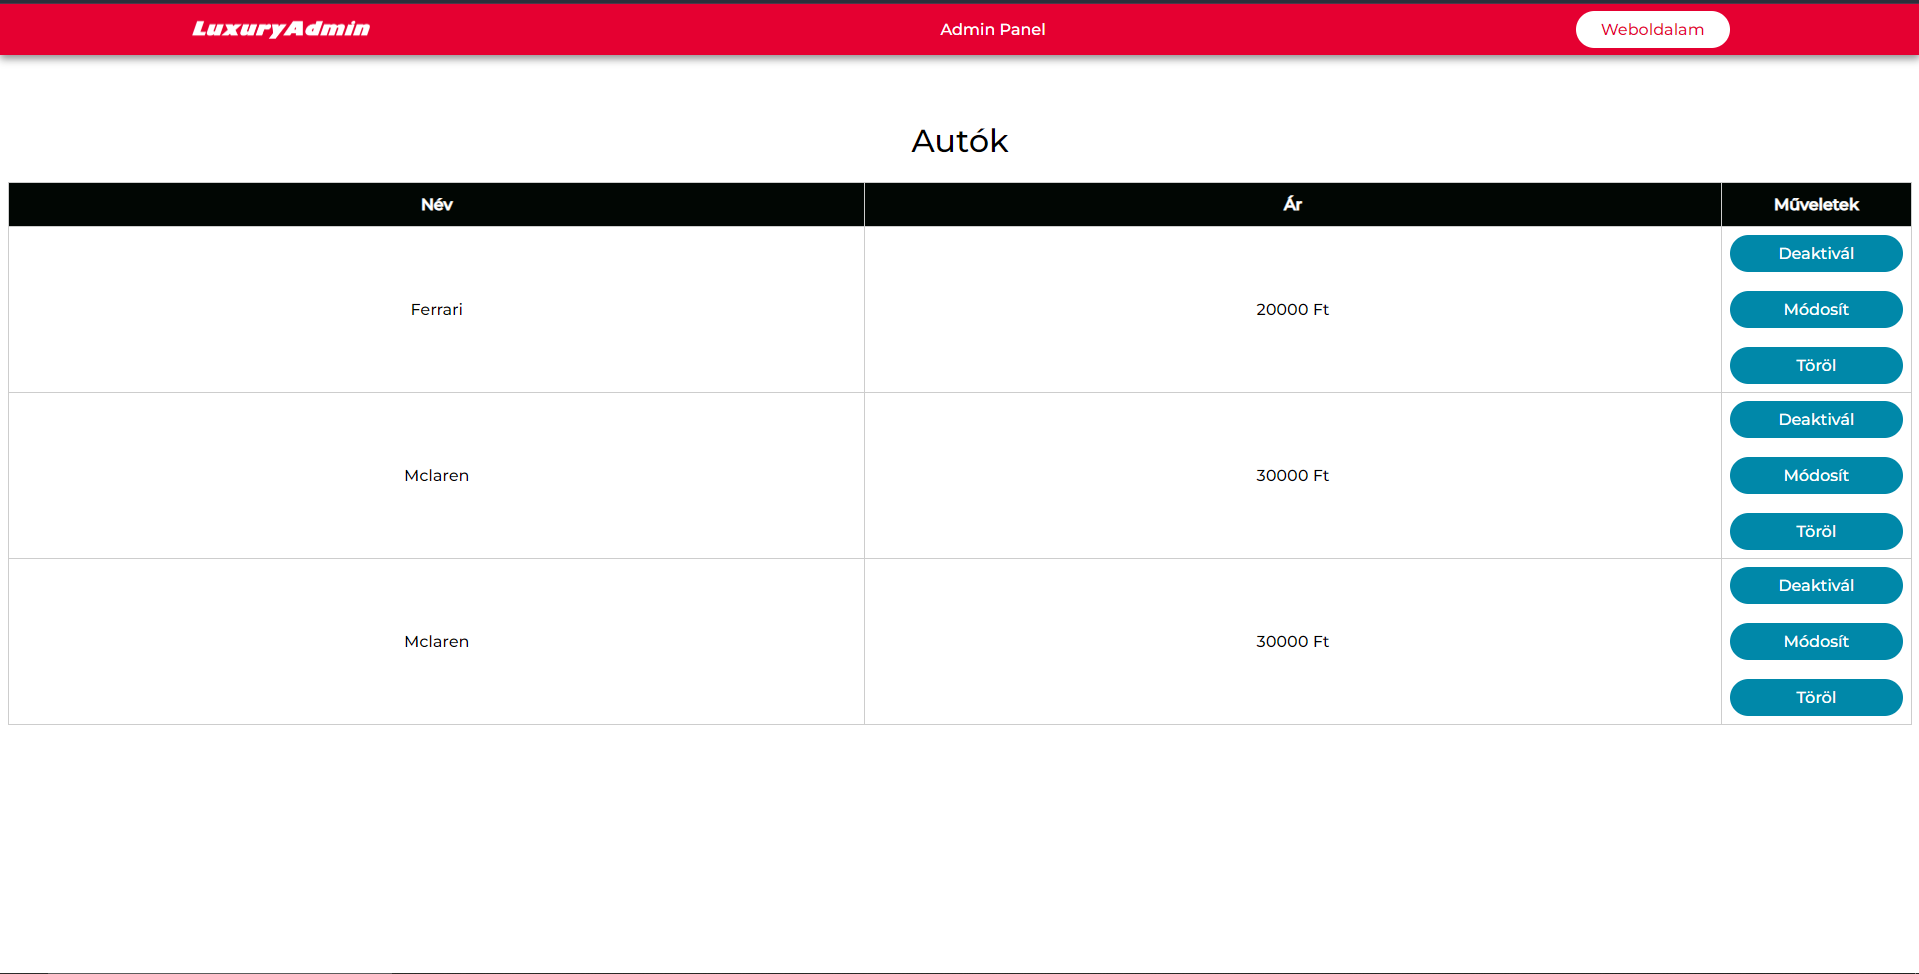 LuxuryAdmin
Admin Panel
Weboldalam
Autók
Név Ár Műveletek
Deaktivál
Ferrari 20000 Ft Módosít
Töröl
Deaktivál
Mclaren 30000 Ft Módosít
Töröl
Deaktivál
Mclaren 30000 Ft Módosít
Töröl